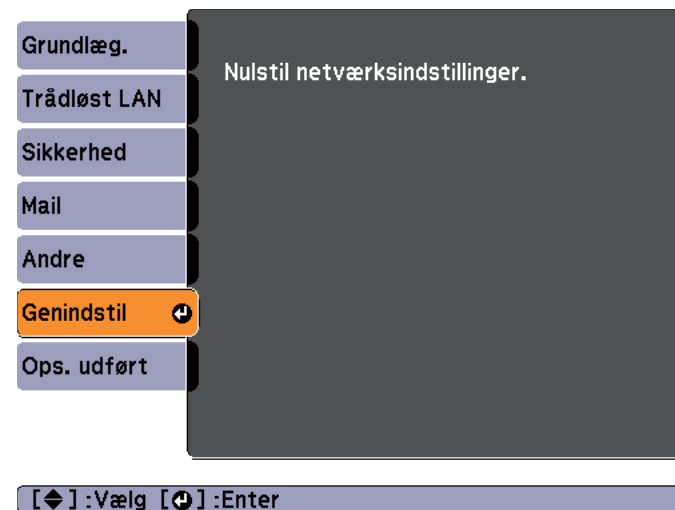 Grundlæg.
Trådløst LAN
Sikkerhed
Mail
Andre
Genindstil
Ops. udført
Nulstil netværksindstillinger.
[◆] :Vælg [⏎] :Enter